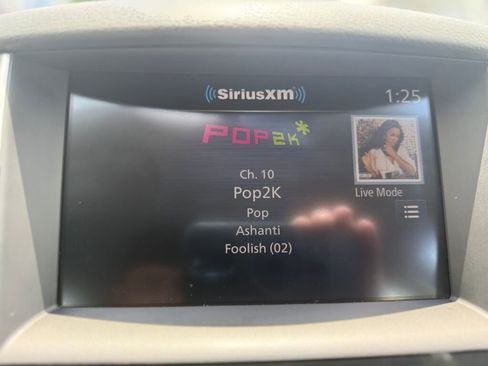 SiriusXM
1:25
POP2K*
Ch. 10
Pop2K
Live Mode
Pop
Ashanti
Foolish (02)